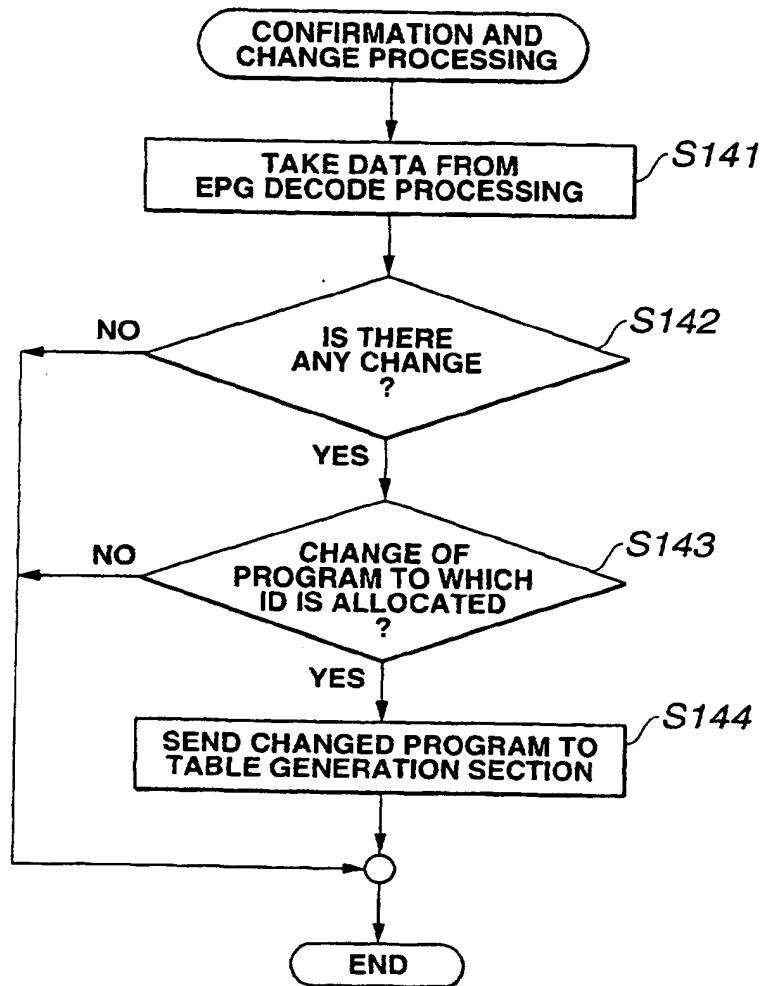 CONFIRMATION AND
CHANGE PROCESSING
TAKE DATA FROM
EPG DECODE PROCESSING
S141
IS THERE
ANY CHANGE
?
S142
NO
YES
CHANGE OF
PROGRAM TO WHICH
ID IS ALLOCATED
?
S143
NO
YES
SEND CHANGED PROGRAM TO
TABLE GENERATION SECTION
S144
END